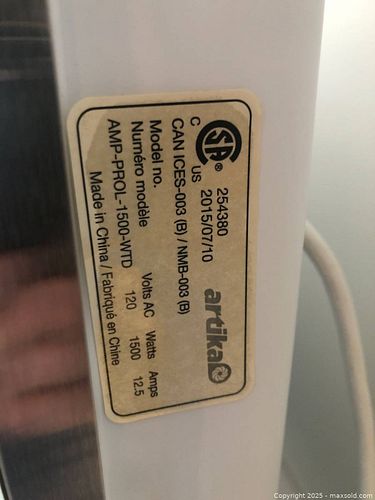 SA®
C US
254380
2015/07/10
artika
CAN ICES-003 (B) / NMB-003 (B)
Model no.
Numéro modèle
AMP-PROL-1500-WTD
Volts AC Watts Amps
120 1500 12.5
Made in China / Fabriqué en Chine
Copyright © 2025 - maxsold.com